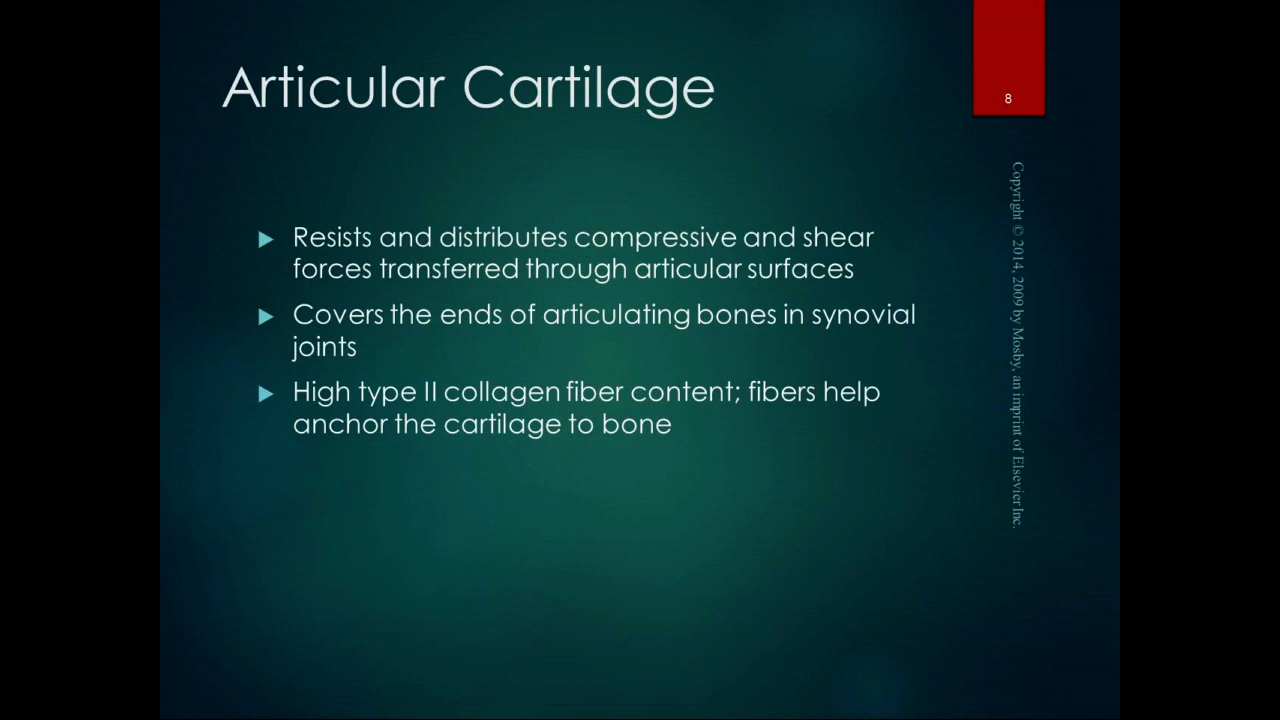 Articular Cartilage
8
Resists and distributes compressive and shear
forces transferred through articular surfaces
Covers the ends of articulating bones in synovial
joints
High type II collagen fiber content; fibers help
anchor the cartilage to bone
Copyright © 2014, 2009 by Mosby, an imprint of Elsevier Inc.